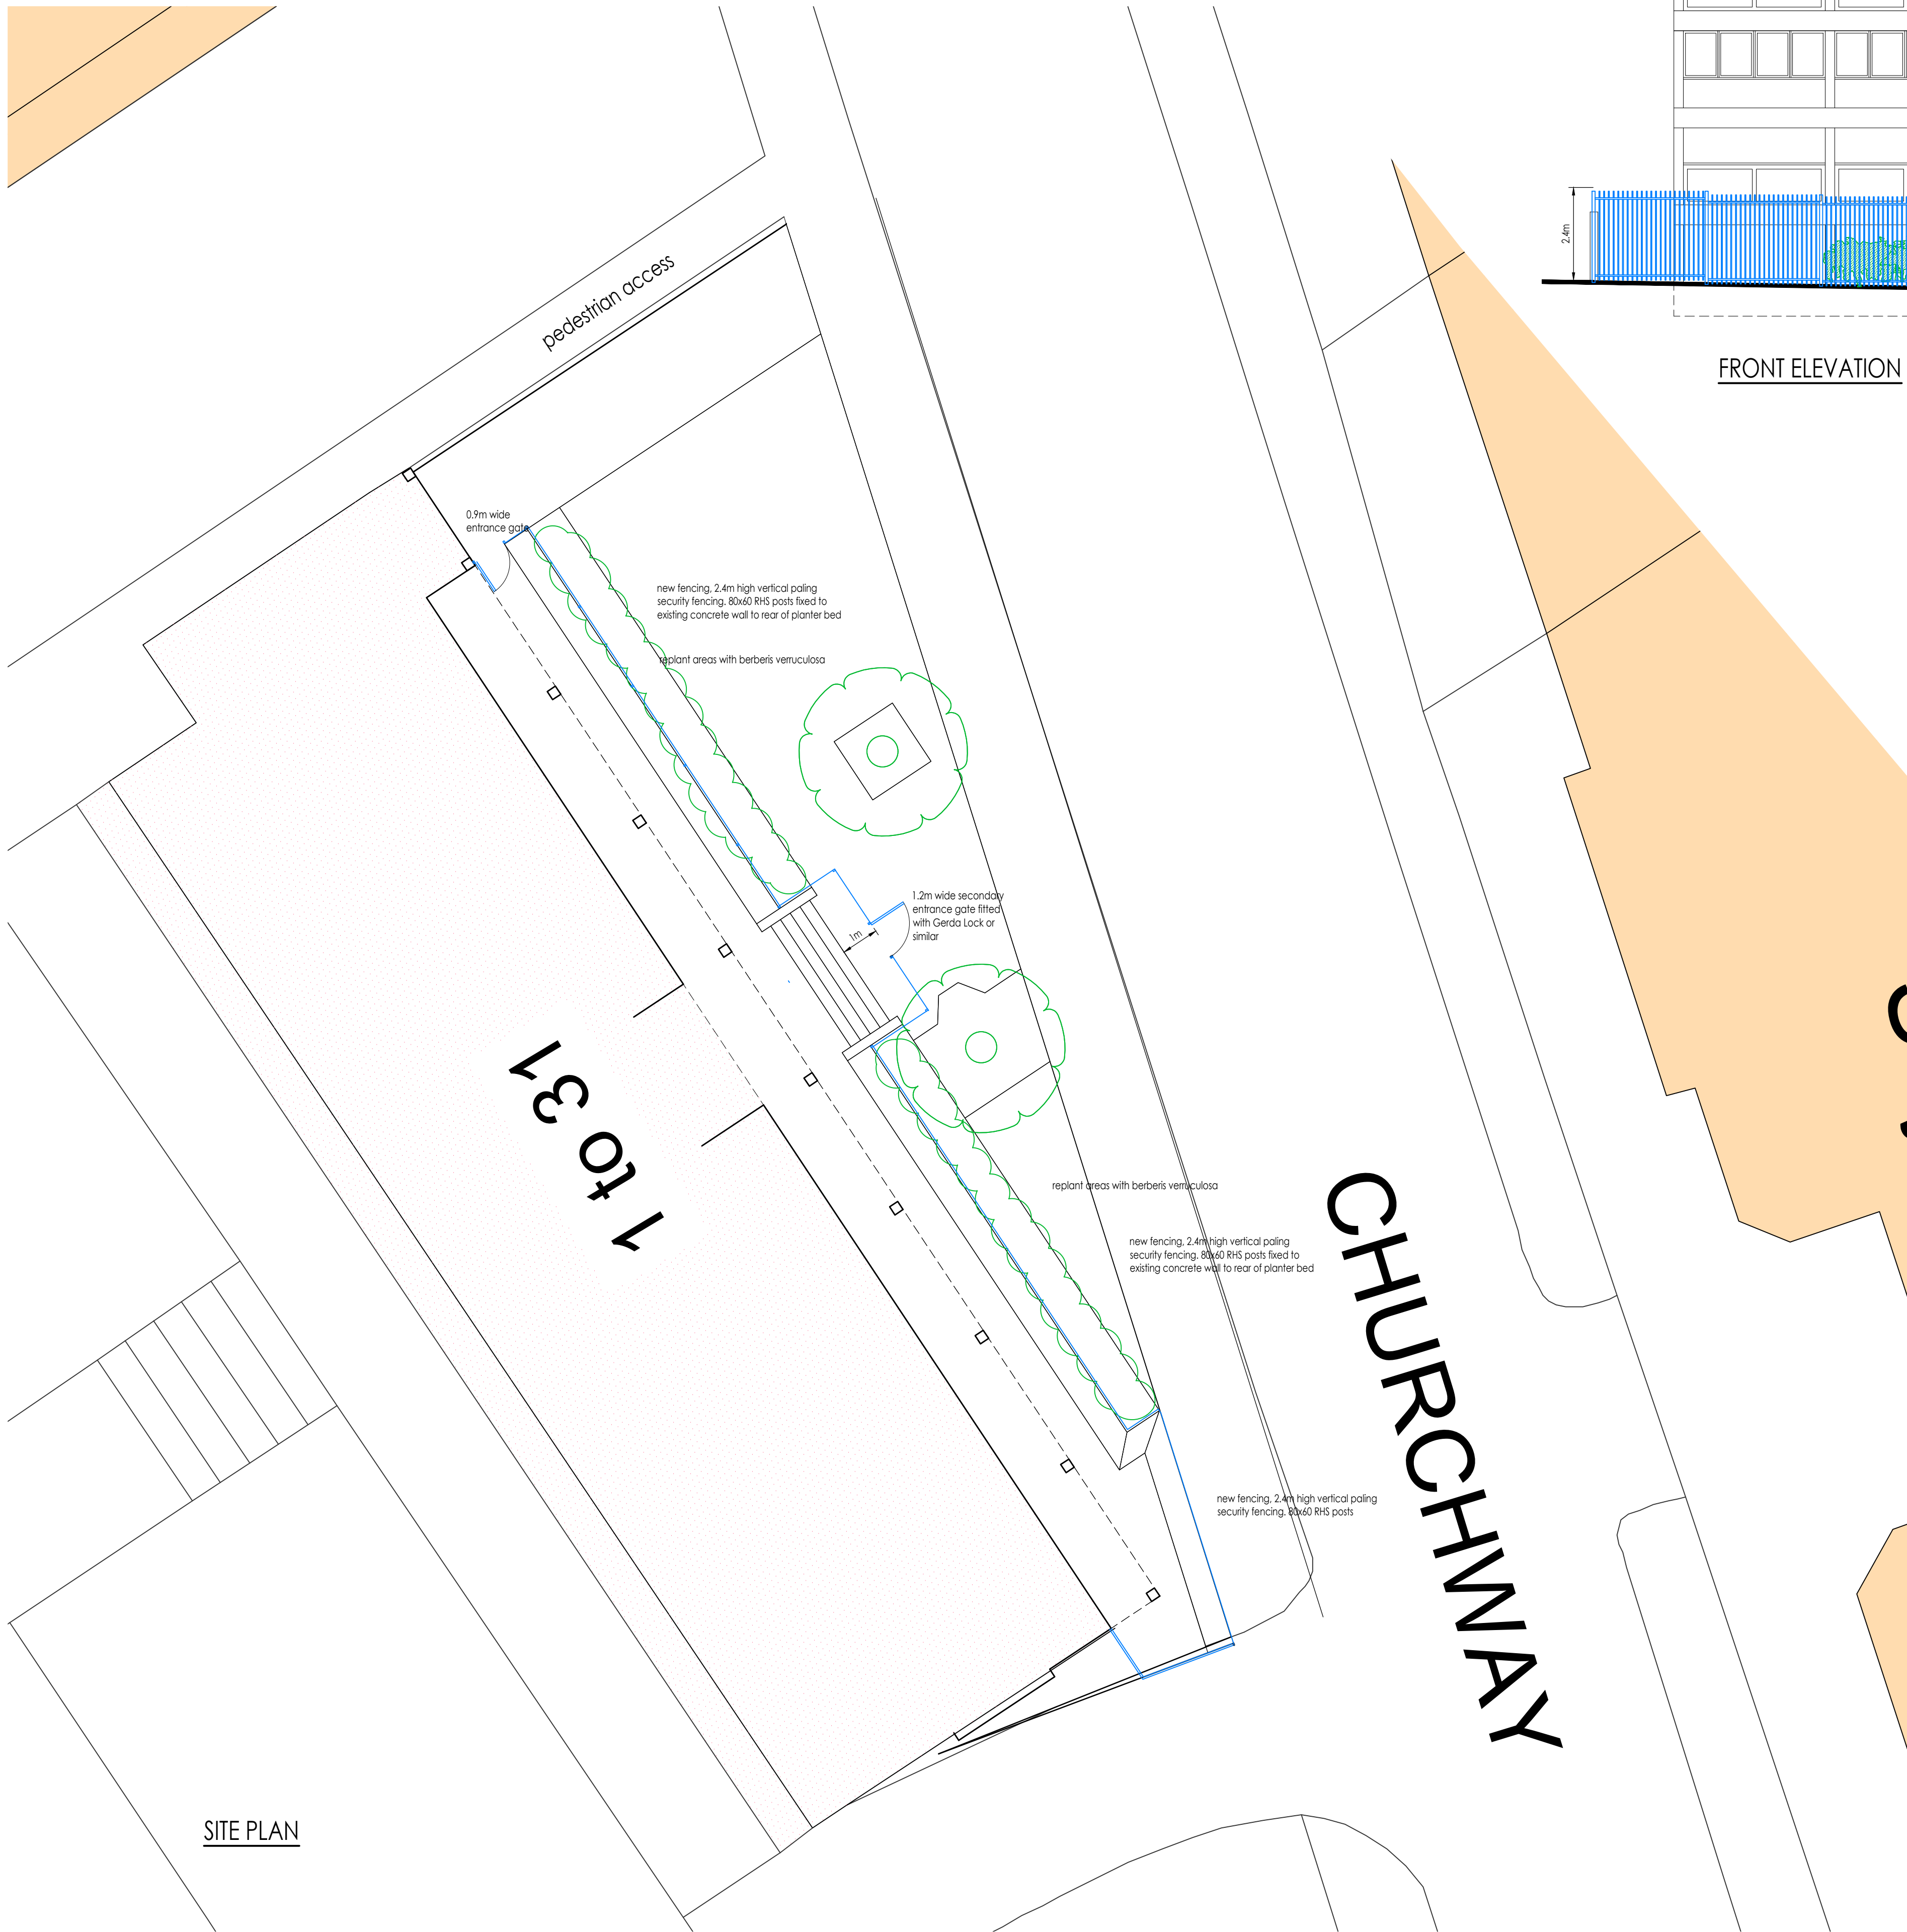 2.4m
FRONT ELEVATION
pedestrian access
0.9m wide
entrance gate
new fencing, 2.4m high vertical paling
security fencing. 80x60 RHS posts fixed to
existing concrete wall to rear of planter bed
replant areas with berberis verruculosa
1.2m wide secondary
entrance gate fitted
with Gerda Lock or
similar
1m
1 to 31
replant areas with berberis verruculosa
new fencing, 2.4m high vertical paling
security fencing. 80x60 RHS posts fixed to
existing concrete wall to rear of planter bed
CHURCHWAY
new fencing, 2.4m high vertical paling
security fencing. 80x60 RHS posts
SITE PLAN